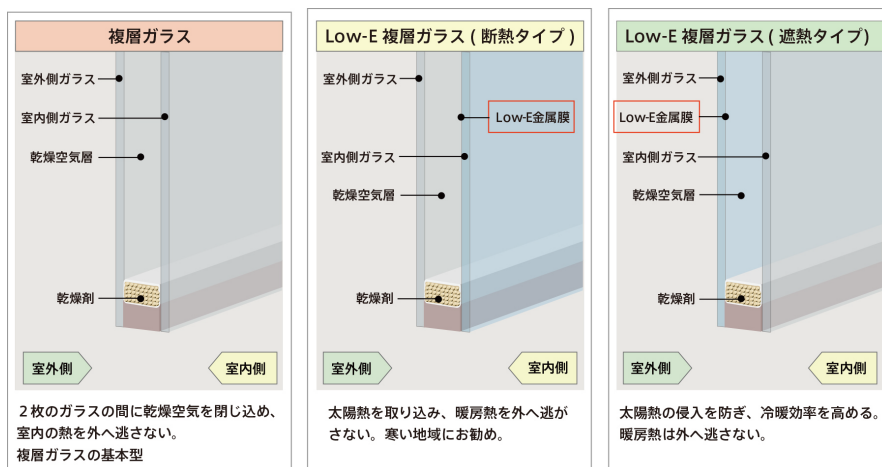 複層ガラス
室外側ガラス
室内側ガラス
乾燥空気層
乾燥剤
室外側
室内側
2枚のガラスの間に乾燥空気を閉じ込め、
室内の熱を外へ逃さない。
複層ガラスの基本型
Low-E 複層ガラス ( 断熱タイプ )
室外側ガラス
Low-E金属膜
室内側ガラス
乾燥空気層
乾燥剤
室外側
室内側
太陽熱を取り込み、暖房熱を外へ逃が
さない。寒い地域にお勧め。
Low-E 複層ガラス ( 遮熱タイプ )
室外側ガラス
Low-E金属膜
室内側ガラス
乾燥空気層
乾燥剤
室外側
室内側
太陽熱の侵入を防ぎ、冷暖効率を高める。
暖房熱は外へ逃さない。